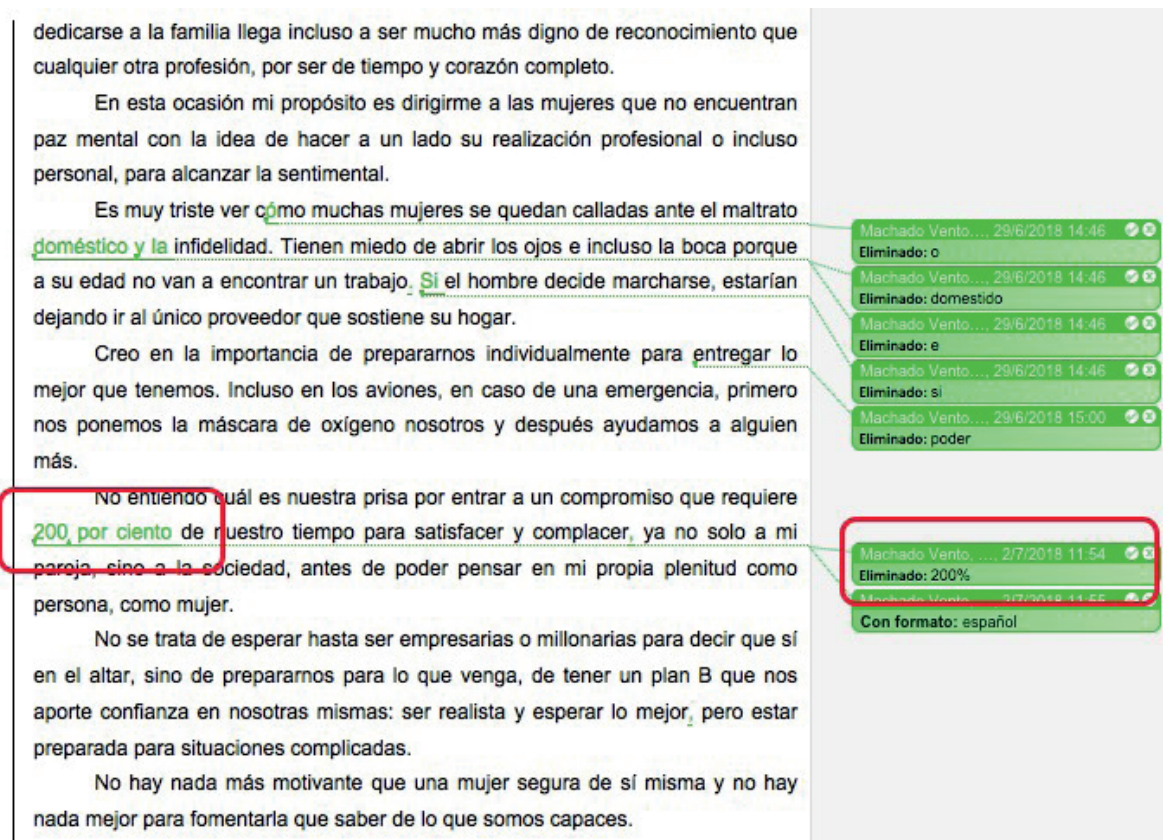 dedicarse a la familia llega incluso a ser mucho más digno de reconocimiento que
cualquier otra profesión, por ser de tiempo y corazón completo.
En esta ocasión mi propósito es dirigirme a las mujeres que no encuentran
paz mental con la idea de hacer a un lado su realización profesional o incluso
personal, para alcanzar la sentimental.
Es muy triste ver cómo muchas mujeres se quedan calladas ante el maltrato
doméstico y la infidelidad. Tienen miedo de abrir los ojos e incluso la boca porque
a su edad no van a encontrar un trabajo. Si el hombre decide marcharse, estarían
dejando ir al único proveedor que sostiene su hogar.
Creo en la importancia de prepararnos individualmente para entregar lo
mejor que tenemos. Incluso en los aviones, en caso de una emergencia, primero
nos ponemos la máscara de oxígeno nosotros y después ayudamos a alguien
más.
No entiendo cuál es nuestra prisa por entrar a un compromiso que requiere
200 por ciento de nuestro tiempo para satisfacer y complacer, ya no solo a mi
pareja, sino a la sociedad, antes de poder pensar en mi propia plenitud como
persona, como mujer.
No se trata de esperar hasta ser empresarias o millonarias para decir que sí
en el altar, sino de prepararnos para lo que venga, de tener un plan B que nos
aporte confianza en nosotras mismas: ser realista y esperar lo mejor, pero estar
preparada para situaciones complicadas.
No hay nada más motivante que una mujer segura de sí misma y no hay
nada mejor para fomentarla que saber de lo que somos capaces.
Machado Vento..., 29/6/2018 14:46
Eliminado: o
Machado Vento..., 29/6/2018 14:46
Eliminado: domestido
Machado Vento..., 29/6/2018 14:46
Eliminado: e
Machado Vento..., 29/6/2018 14:46
Eliminado: si
Machado Vento..., 29/6/2018 15:00
Eliminado: poder
Machado Vento, ..., 2/7/2018 11:54
Eliminado: 200%
Machado Vento, ..., 2/7/2018 11:55
Con formato: español